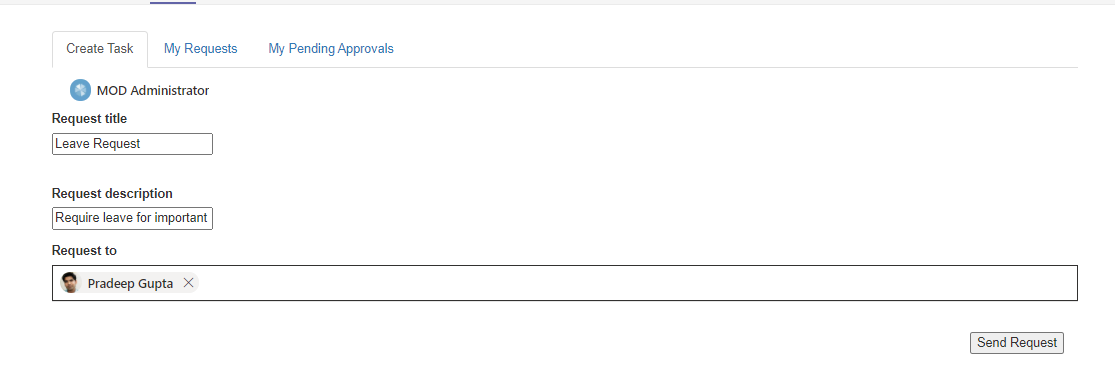 Create Task My Requests My Pending Approvals
MOD Administrator
Request title
Leave Request
Request description
Require leave for important
Request to
Pradeep Gupta
Send Request